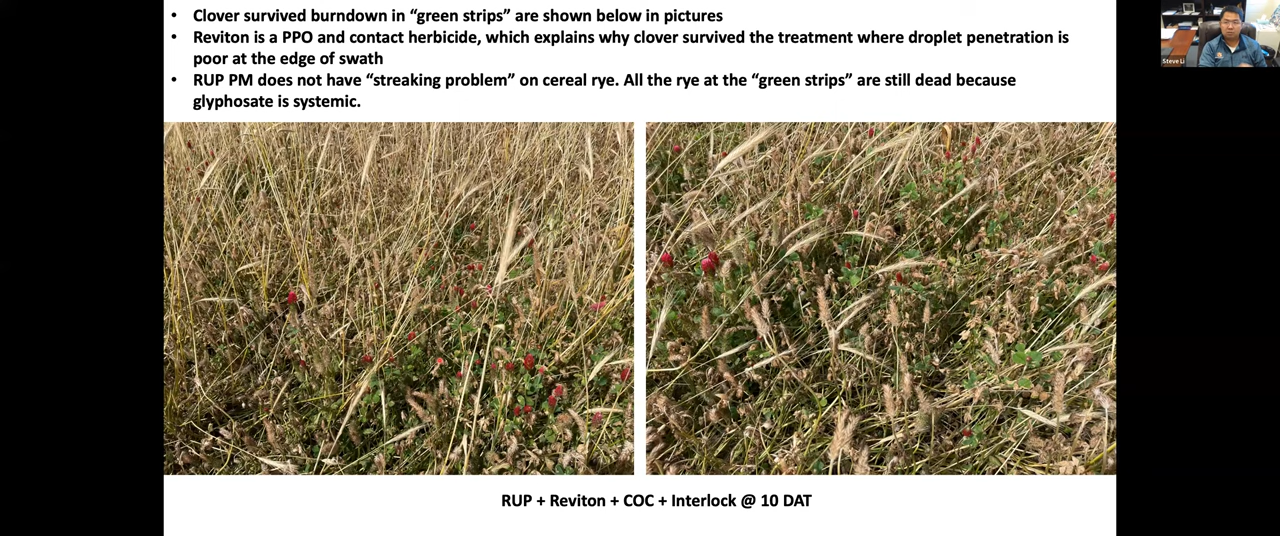 • Clover survived burndown in “green strips” are shown below in pictures
• Reviton is a PPO and contact herbicide, which explains why clover survived the treatment where droplet penetration is
poor at the edge of swath
• RUP PM does not have “streaking problem” on cereal rye. All the rye at the “green strips” are still dead because
glyphosate is systemic.
Steve Li
RUP + Reviton + COC + Interlock @ 10 DAT